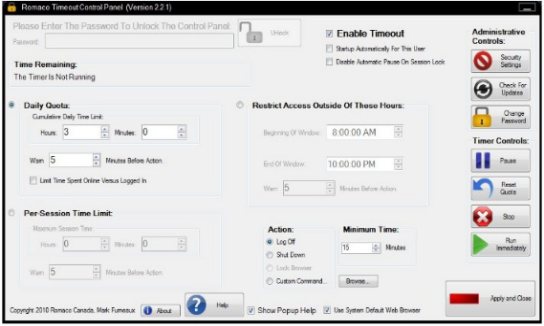 Romaco Timeout Control Panel (Version 2.2.1)
Please Enter The Password To Unlock The Control Panel:
Password:
Unlock
Enable Timeout
Startup Automatically For This User
Disable Automatic Pause On Session Lock
Administrative Controls:
Security Settings
Check For Updates
Change Password
Time Remaining:
The Timer Is Not Running
Daily Quota:
Cumulative Daily Time Limit:
Hours: 3 Minutes: 0
Warn 5 Minutes Before Action.
Limit Time Spent Online Versus Logged In
Restrict Access Outside Of These Hours:
Beginning Of Window: 8:00:00 AM
End Of Window: 10:00:00 PM
Warn 5 Minutes Before Action.
Timer Controls:
Pause
Reset Quota
Stop
Run Immediately
Per-Session Time Limit:
Maximum Session Time:
Hours: 0 Minutes: 0
Warn 5 Minutes Before Action.
Action:
Log Off
Shut Down
Lock Browser
Custom Command...
Browse...
Minimum Time:
15 Minutes
Apply and Close
Copyright 2010 Romaco Canada, Mark Fumeaux
About
Help
Show Popup Help
Use System Default Web Browser